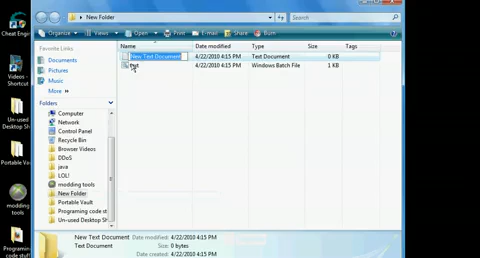 Cheat Engine
Videos - Shortcut
Un-used Desktop Sh
Portable Vault
modding tools
Programing code stuff
New Folder
Search
Organize
Views
Open
Print
E-mail
Share
Burn
Favorite Links
Documents
Pictures
Music
More
Folders
Computer
Network
Control Panel
Recycle Bin
Browser Videos
DDoS
java
LOL!
modding tools
New Folder
Portable Vault
Programing code st
Un-used Desktop Sh
Name Date modified Type Size Tags
New Text Document 4/22/2010 4:15 PM Text Document 0 KB
4/22/2010 4:15 PM Windows Batch File 1 KB
New Text Document Date modified: 4/22/2010 4:15 PM
Text Document Size: 0 bytes
Date created: 4/22/2010 4:15 PM